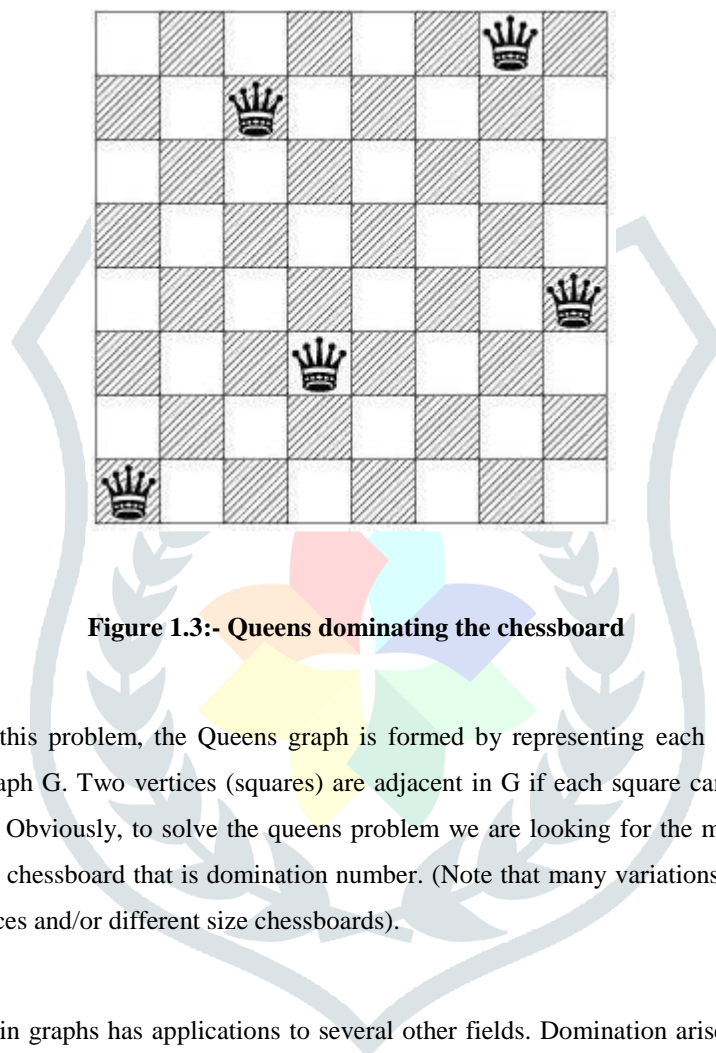 Figure 1.3:- Queens dominating the chessboard
this problem, the Queens graph is formed by representing each
aph G. Two vertices (squares) are adjacent in G if each square car
Obviously, to solve the queens problem we are looking for the m
chessboard that is domination number. (Note that many variations
ces and/or different size chessboards).
in graphs has applications to several other fields. Domination arise